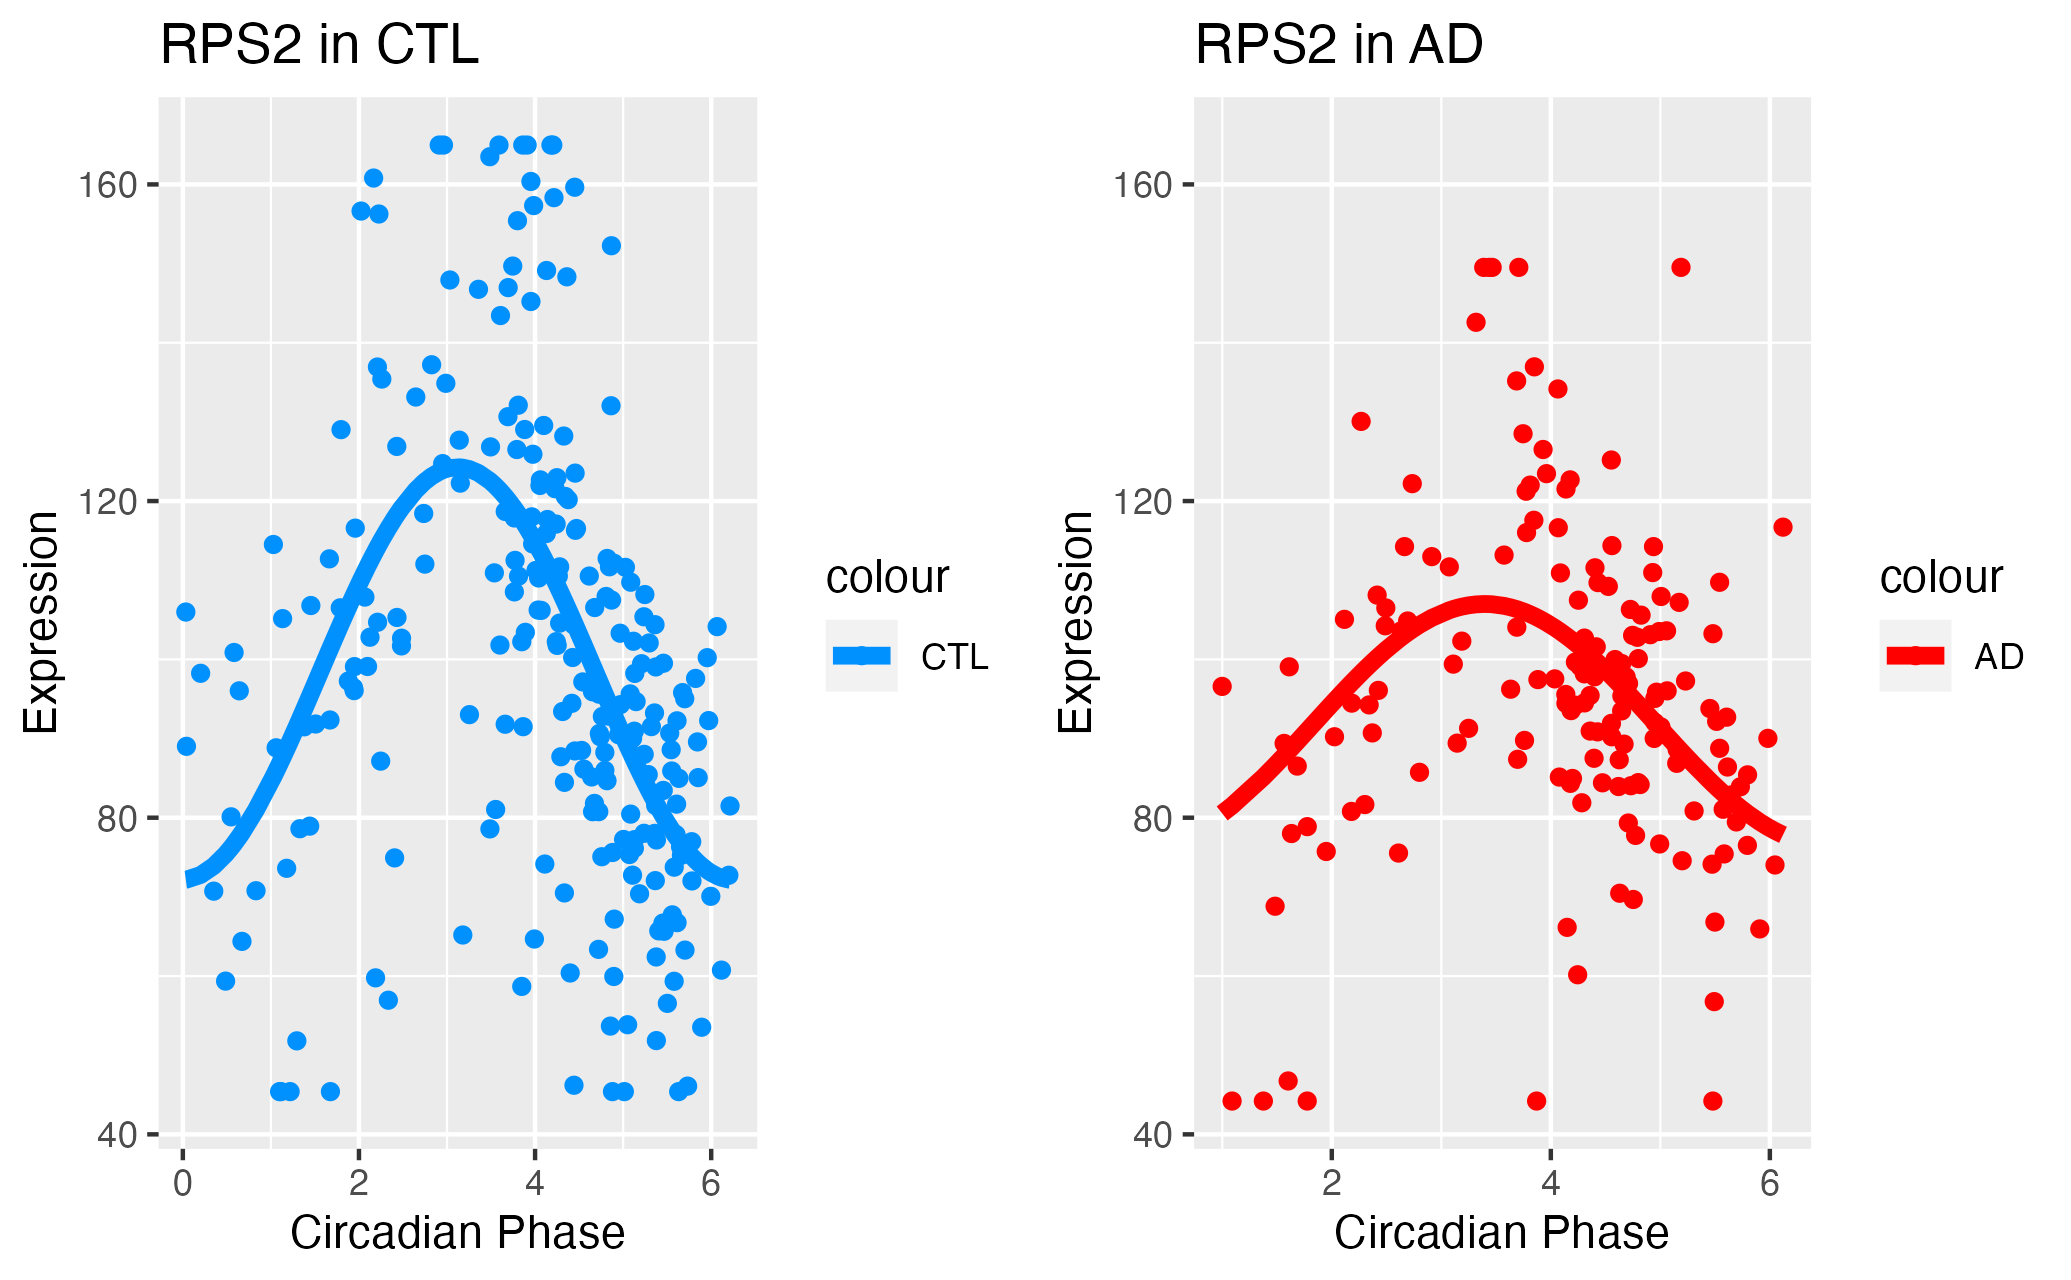 RPS2 in CTL
160
120
80
40
Expression
0 2 4 6
Circadian Phase
colour
CTL
RPS2 in AD
160
120
80
40
Expression
2 4 6
Circadian Phase
colour
AD